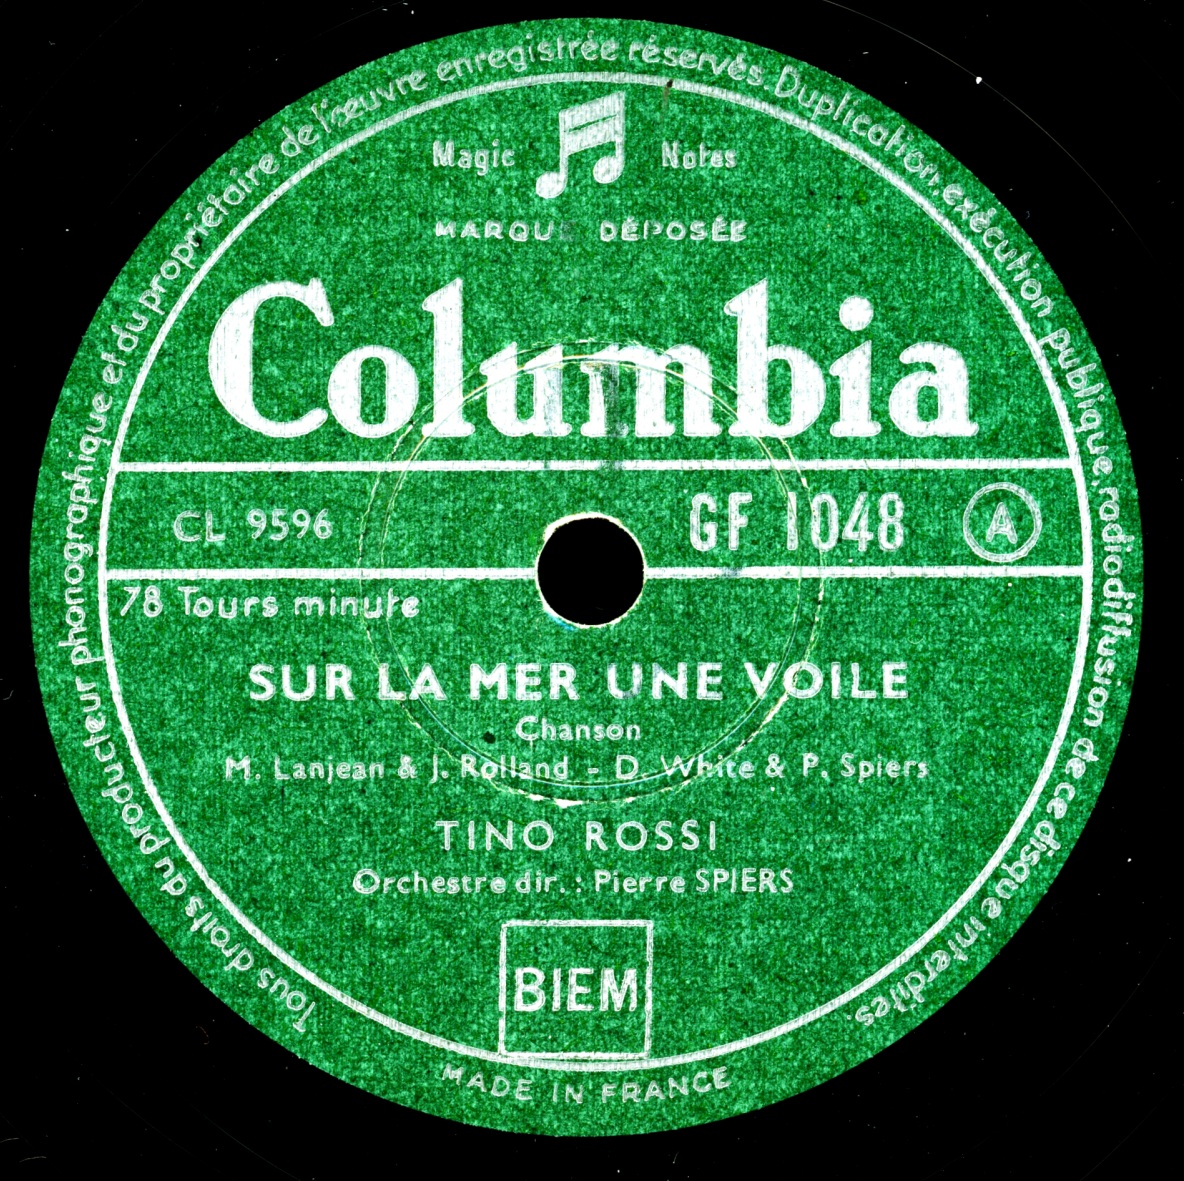 Tous droits du producteur phonographique et du propriétaire de l'œuvre enregistrée réservés. Duplication, exécution publique, radiodiffusion de ce disque interdites.
Magic Notes
MARQUE DÉPOSÉE
Columbia
CL 9596 GF 1048 A
78 Tours minute
SUR LA MER UNE VOILE
Chanson
M. Lanjean & J. Rolland - D. White & P. Spiers
TINO ROSSI
Orchestre dir. : Pierre SPIERS
BIEM
MADE IN FRANCE